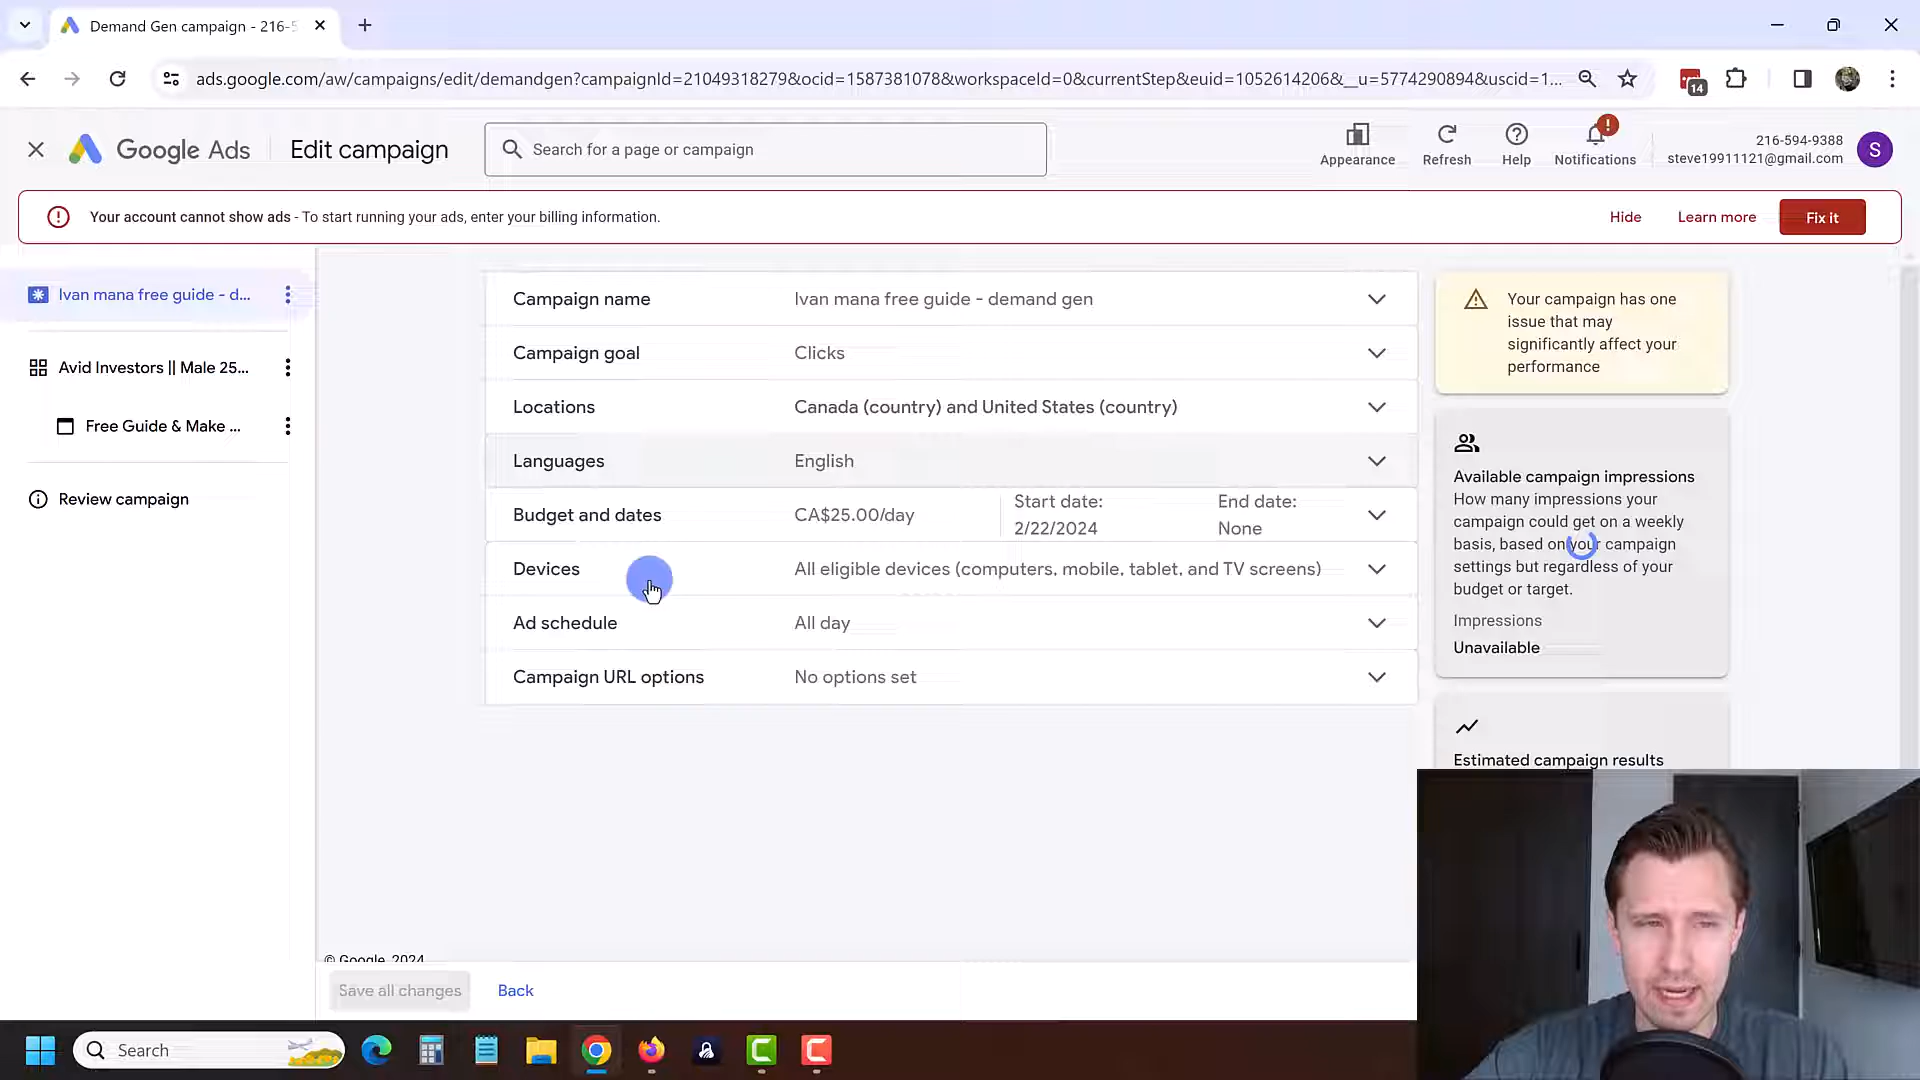 Demand Gen campaign - 216-5
ads.google.com/aw/campaigns/edit/demandgen?campaignId=21049318279&ocid=1587381078&workspaceId=0&currentStep&euid=1052614206&__u=5774290894&uscid=1...
14
Google Ads
Edit campaign
Search for a page or campaign
Appearance
Refresh
Help
Notifications
216-594-9388
steve19911121@gmail.com
S
Your account cannot show ads - To start running your ads, enter your billing information.
Hide
Learn more
Fix it
Ivan mana free guide - d...
Avid Investors || Male 25...
Free Guide & Make ...
Review campaign
Campaign name
Ivan mana free guide - demand gen
Campaign goal
Clicks
Locations
Canada (country) and United States (country)
Languages
English
Budget and dates
CA$25.00/day
Start date:
2/22/2024
End date:
None
Devices
All eligible devices (computers, mobile, tablet, and TV screens)
Ad schedule
All day
Campaign URL options
No options set
Your campaign has one
issue that may
significantly affect your
performance
Available campaign impressions
How many impressions your
campaign could get on a weekly
basis, based on your campaign
settings but regardless of your
budget or target.
Impressions
Unavailable
Estimated campaign results
© Google, 2024
Save all changes
Back
Search